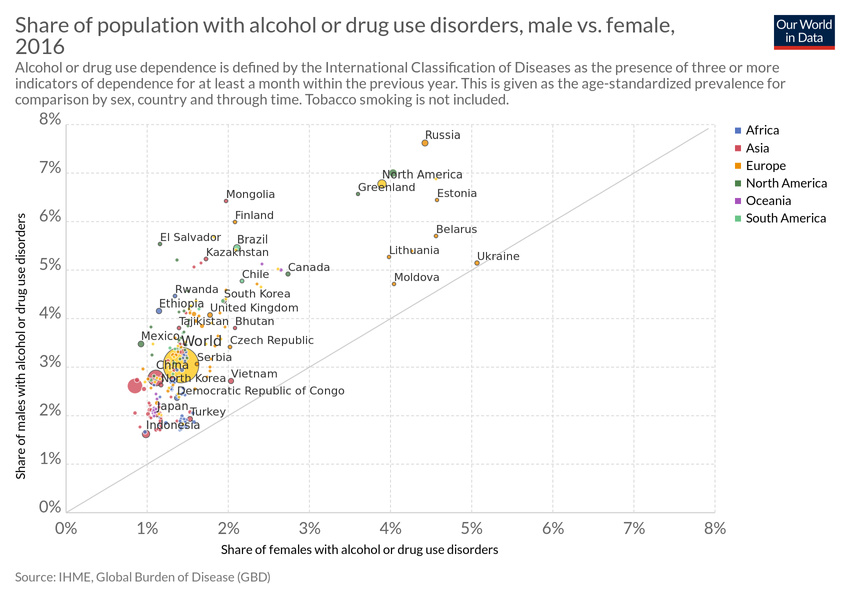 Share of population with alcohol or drug use disorders, male vs. female,
2016
Our World
in Data
Alcohol or drug use dependence is defined by the International Classification of Diseases as the presence of three or more
indicators of dependence for at least a month within the previous year. This is given as the age-standardized prevalence for
comparison by sex, country and through time. Tobacco smoking is not included.
8%
7%
6%
5%
4%
3%
2%
1%
0%
Share of males with alcohol or drug use disorders
Russia
North America
Greenland
Estonia
Mongolia
Finland
Belarus
El Salvador
Brazil
Kazakhstan
Lithuania
Ukraine
Canada
Chile
Moldova
Rwanda
South Korea
Ethiopia
United Kingdom
Tajikistan
Bhutan
Mexico
World
Czech Republic
Serbia
China
North Korea
Vietnam
Democratic Republic of Congo
Japan
Turkey
Indonesia
0%
1%
2%
3%
4%
5%
6%
7%
8%
Share of females with alcohol or drug use disorders
Africa
Asia
Europe
North America
Oceania
South America
Source: IHME, Global Burden of Disease (GBD)